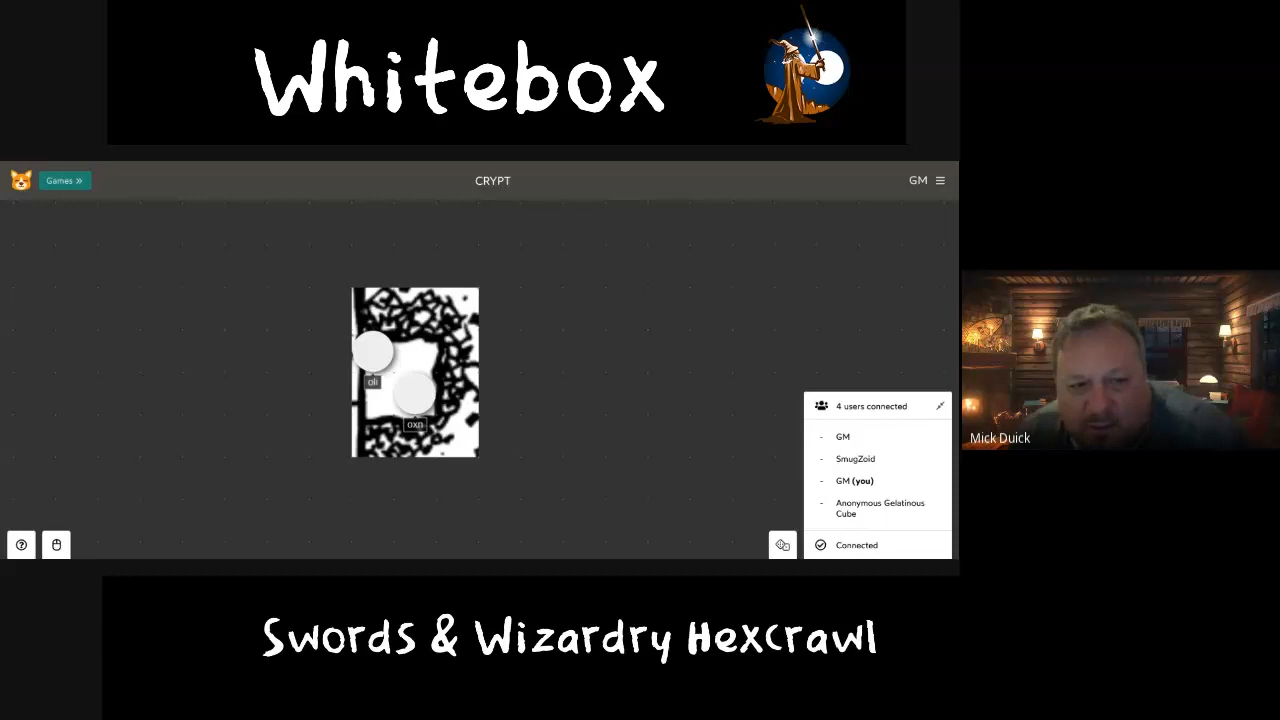 Whitebox
Games »
CRYPT
GM
oli
oxn
4 users connected
- GM
- SmugZoid
- GM (you)
- Anonymous Gelatinous
Cube
Connected
Mick Duick
Swords & Wizardry Hexcrawl